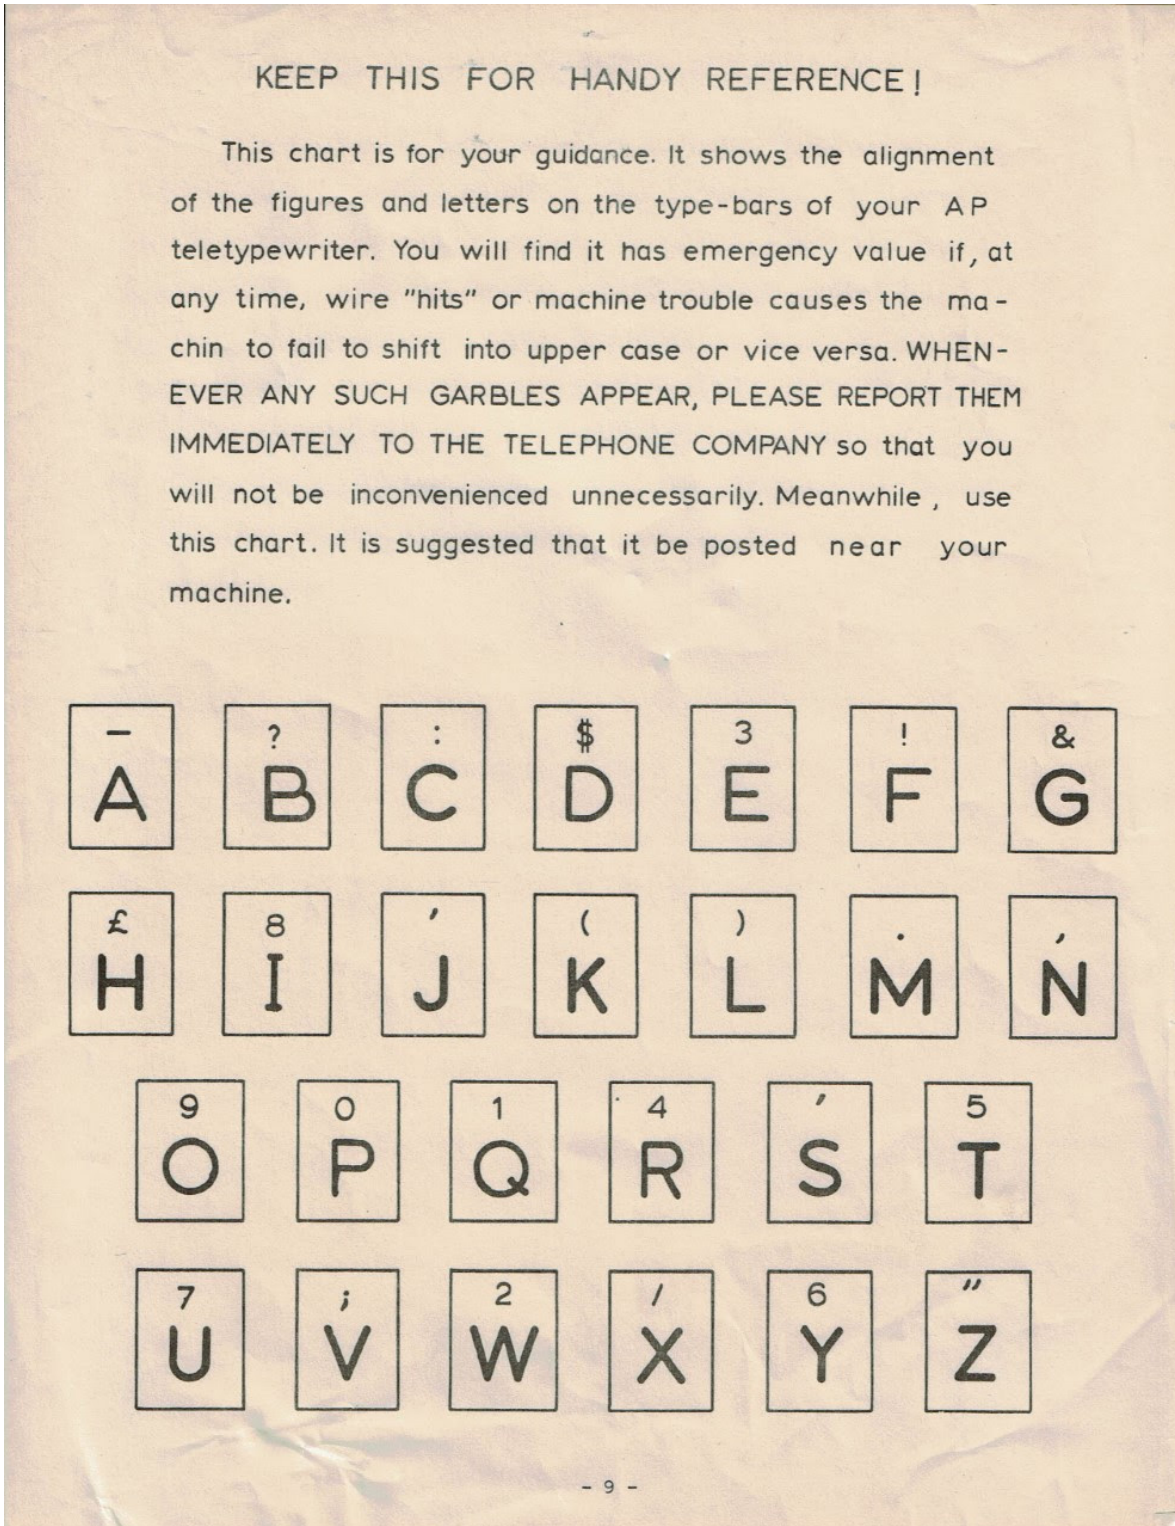 KEEP THIS FOR HANDY REFERENCE!
This chart is for your guidance. It shows the alignment
of the figures and letters on the type-bars of your AP
teletypewriter. You will find it has emergency value if, at
any time, wire "hits" or machine trouble causes the ma-
chin to fail to shift into upper case or vice versa. WHEN-
EVER ANY SUCH GARBLES APPEAR, PLEASE REPORT THEM
IMMEDIATELY TO THE TELEPHONE COMPANY so that you
will not be inconvenienced unnecessarily. Meanwhile, use
this chart. It is suggested that it be posted near your
machine.
– ? : $ 3 ! &
A B C D E F G
£ 8 ' ( ) . ,
H I J K L M N
9 0 1 4 ' 5
O P Q R S T
7 ; 2 / 6 "
U V W X Y Z
- 9 -